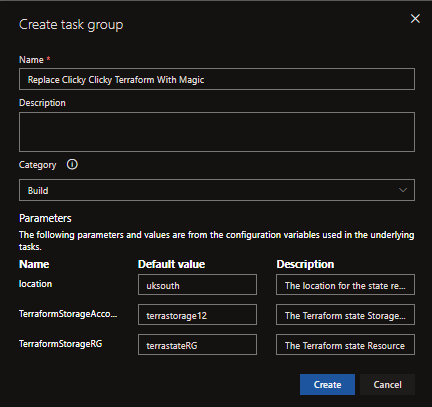 Create task group
Name *
Replace Clicky Clicky Terraform With Magic
Description
Category
Build
Parameters
The following parameters and values are from the configuration variables used in the underlying
tasks.
Name Default value Description
location uksouth The location for the state re...
TerraformStorageAcco... terrastorage12 The Terraform state Storage...
TerraformStorageRG terrastateRG The Terraform state Resource
Create Cancel